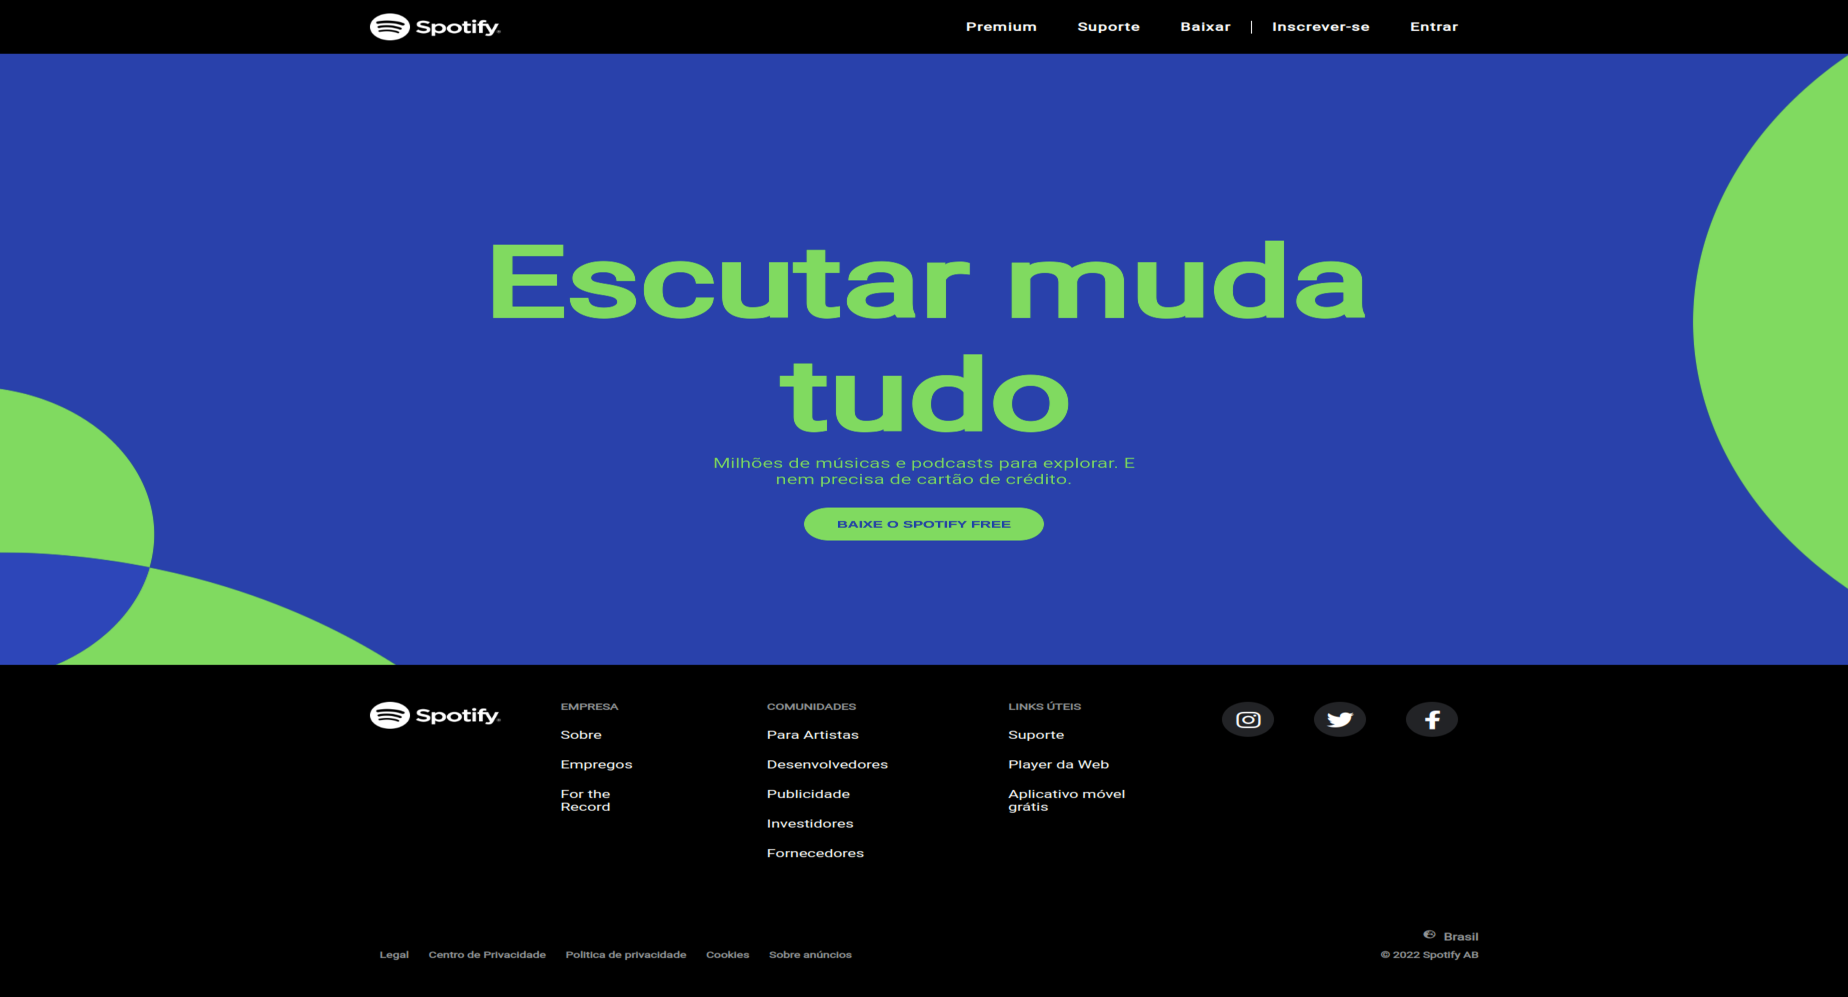 Spotify
Premium
Suporte
Baixar
Inscrever-se
Entrar
Escutar muda
tudo
Milhões de músicas e podcasts para explorar. E
nem precisa de cartão de crédito.
BAIXE O SPOTIFY FREE
Spotify
EMPRESA
Sobre
Empregos
For the
Record
COMUNIDADES
Para Artistas
Desenvolvedores
Publicidade
Investidores
Fornecedores
LINKS ÚTEIS
Suporte
Player da Web
Aplicativo móvel
grátis
Brasil
Legal
Centro de Privacidade
Politica de privacidade
Cookies
Sobre anúncios
© 2022 Spotify AB